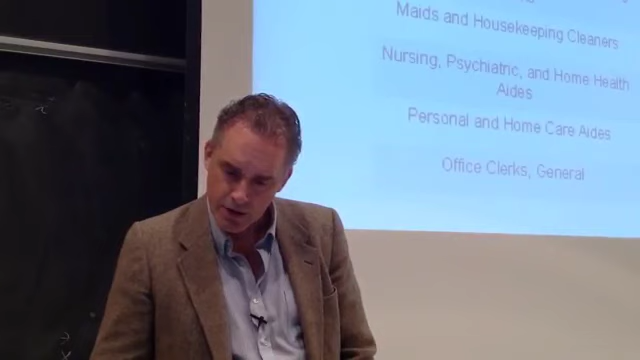 Maids and Housekeeping Cleaners
Nursing, Psychiatric, and Home Health
Aides
Personal and Home Care Aides
Office Clerks, General